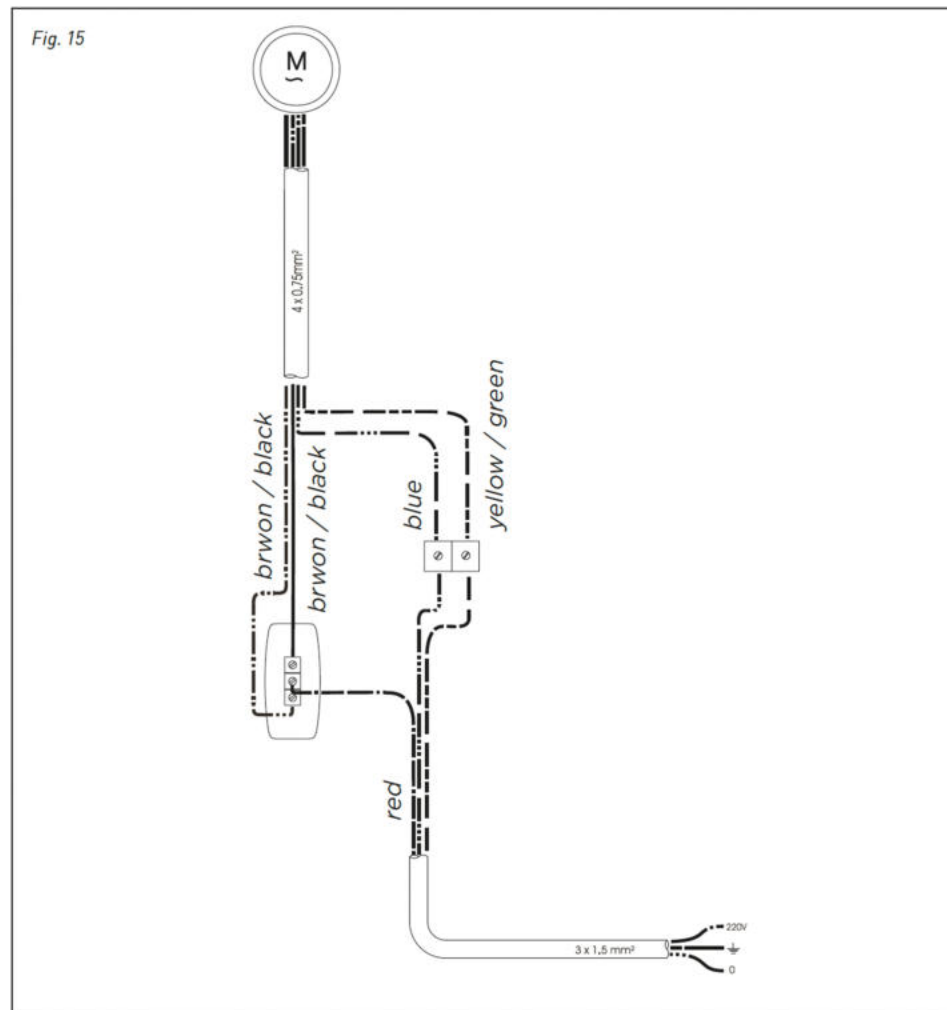 Fig. 15
M
~
4 x 0.75mm²
brwon / black
brwon / black
blue
yellow / green
red
3 x 1,5 mm²
220V
0